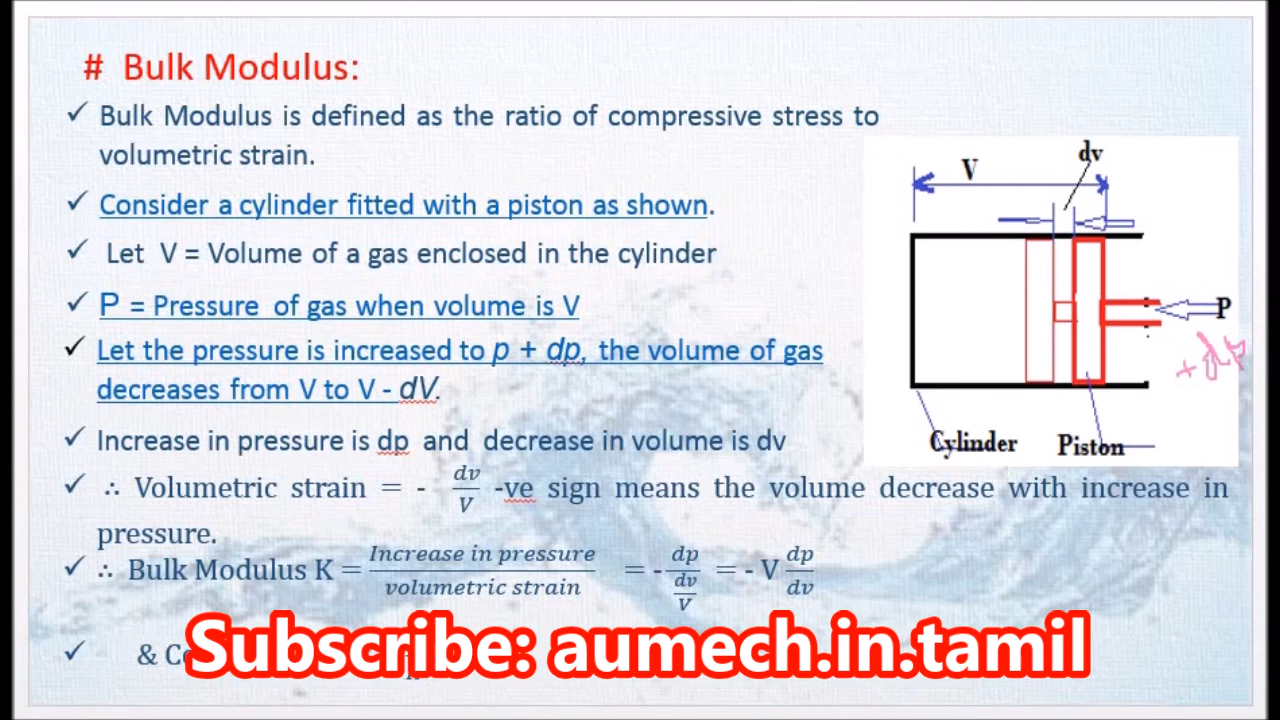 # Bulk Modulus:
✓ Bulk Modulus is defined as the ratio of compressive stress to
volumetric strain.
✓ Consider a cylinder fitted with a piston as shown.
✓ Let V = Volume of a gas enclosed in the cylinder
✓ P = Pressure of gas when volume is V
✓ Let the pressure is increased to p + dp, the volume of gas
decreases from V to V - dV.
✓ Increase in pressure is dp and decrease in volume is dv
✓ ∴ Volumetric strain = - dv/V -ve sign means the volume decrease with increase in
pressure.
✓ ∴ Bulk Modulus K = Increase in pressure/volumetric strain = - dp/(dv/V) = - V dp/dv
✓ &
Subscribe: aumech.in.tamil
dv
V
P
+ dp
Cylinder Piston